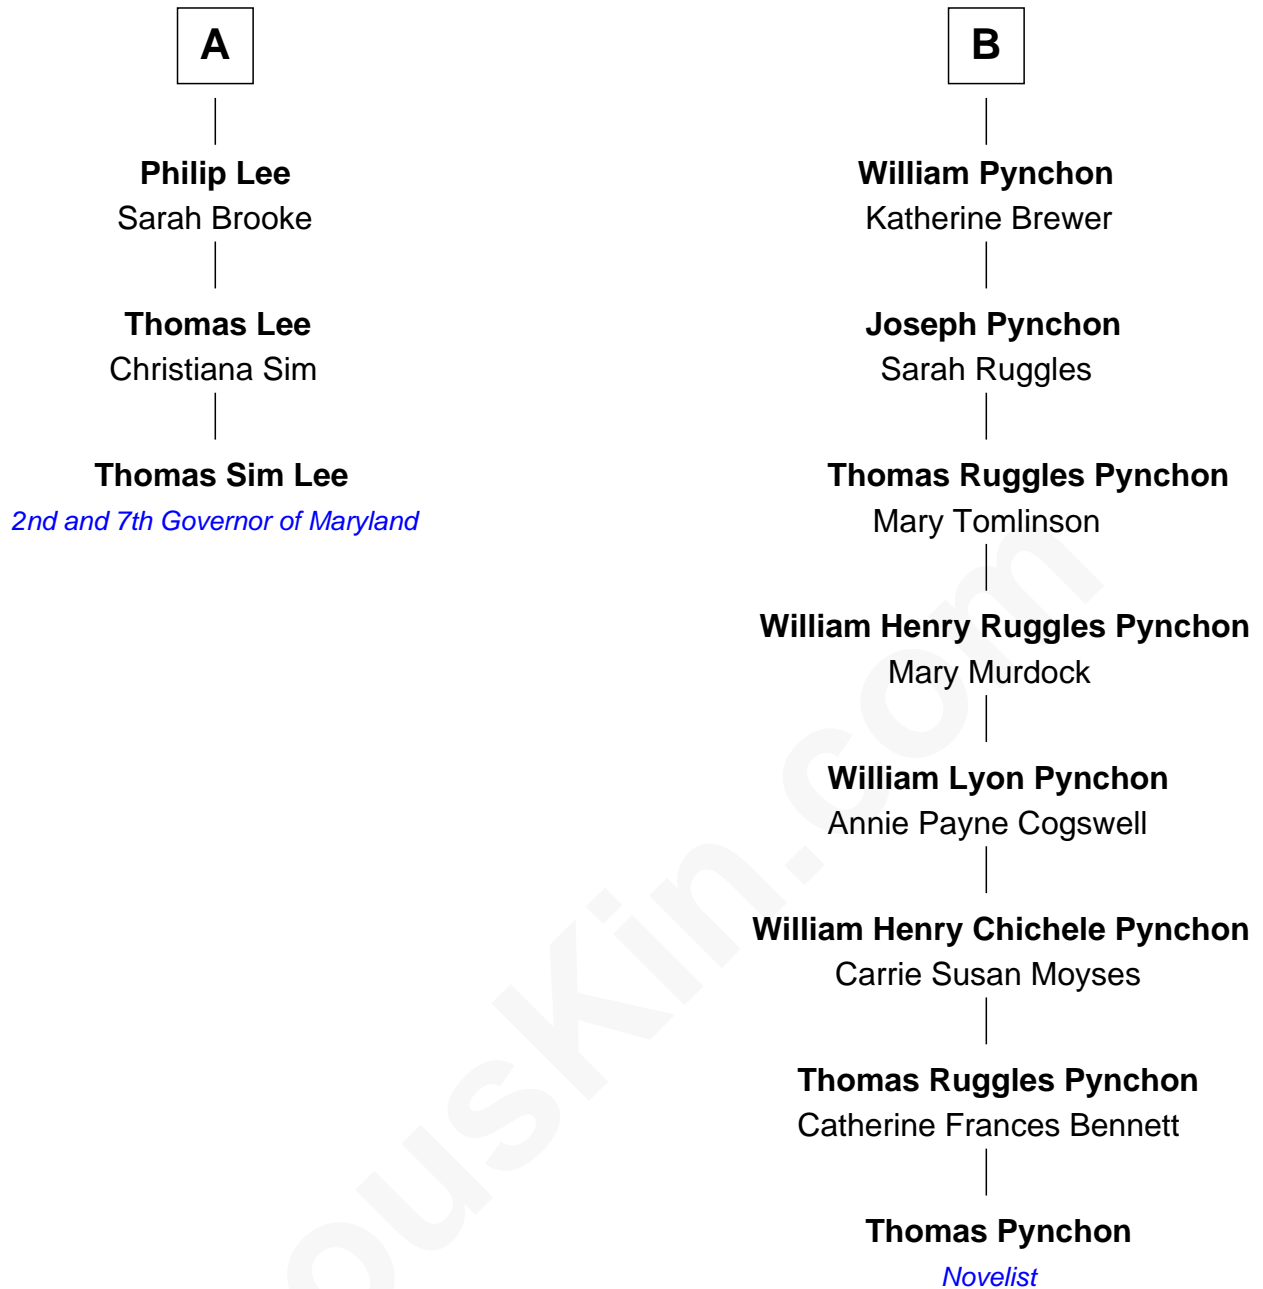 A
Philip Lee
Sarah Brooke
Thomas Lee
Christiana Sim
Thomas Sim Lee
2nd and 7th Governor of Maryland
B
William Pynchon
Katherine Brewer
Joseph Pynchon
Sarah Ruggles
Thomas Ruggles Pynchon
Mary Tomlinson
William Henry Ruggles Pynchon
Mary Murdock
William Lyon Pynchon
Annie Payne Cogswell
William Henry Chichele Pynchon
Carrie Susan Moyses
Thomas Ruggles Pynchon
Catherine Frances Bennett
Thomas Pynchon
Novelist
ousKin.com